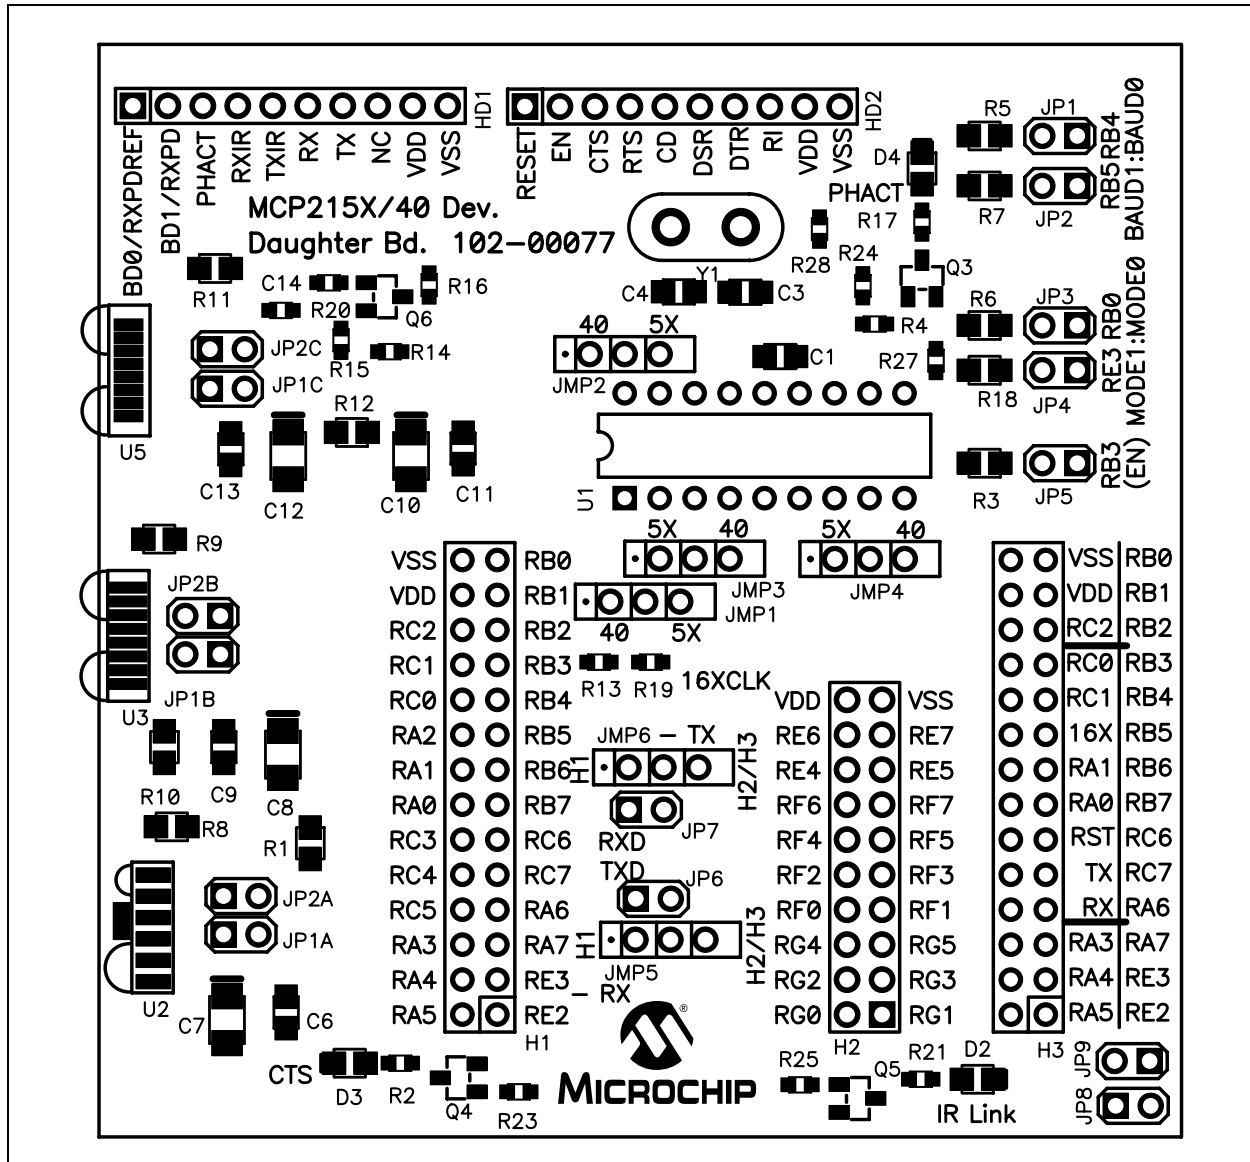 HD1
HD2
BD0/RXPDREF
BD1/RXPD
PHACT
RXIR
TXIR
RX
TX
NC
VDD
VSS
RESET
EN
CTS
RTS
CD
DSR
DTR
RI
VDD
VSS
MCP215X/40 Dev.
Daughter Bd. 102-00077
D4
PHACT
R17
R5
JP1
RB4
R7
JP2
RB5
BAUD1:BAUD0
R11
C14
R20
Q6
R16
R15
R14
C4
Y1
C3
R28
R24
Q3
R4
R27
R6
JP3
RB0
R18
JP4
RE3
MODE1:MODE0
JP2C
JP1C
40 5X
JMP2
C1
U5
R12
C13
C12
C10
C11
U1
R3
JP5
RB3
(EN)
R9
5X 40
JMP3
5X 40
JMP4
JMP1
40 5X
JP2B
JP1B
U3
R13
R19
16XCLK
VSS RB0
VDD RB1
RC2 RB2
RC1 RB3
RC0 RB4
RA2 RB5
RA1 RB6
RA0 RB7
RC3 RC6
RC4 RC7
RC5 RA6
RA3 RA7
RA4 RE3
RA5 RE2
H1
R10
C9
C8
R8
R1
JP2A
JP1A
U2
C7
C6
H1
JMP6 – TX
H2/H3
JP7
RXD
TXD
JP6
H1
H2/H3
JMP5
– RX
VDD VSS
RE6 RE7
RE4 RE5
RF6 RF7
RF4 RF5
RF2 RF3
RF0 RF1
RG4 RG5
RG2 RG3
RG0 RG1
H2
VSS RB0
VDD RB1
RC2 RB2
RC0 RB3
RC1 RB4
16X RB5
RA1 RB6
RA0 RB7
RST RC6
TX RC7
RX RA6
RA3 RA7
RA4 RE3
RA5 RE2
H3
CTS
D3
R2
Q4
R23
®
MICROCHIP
R25
Q5
R21
D2
IR Link
JP9
JP8